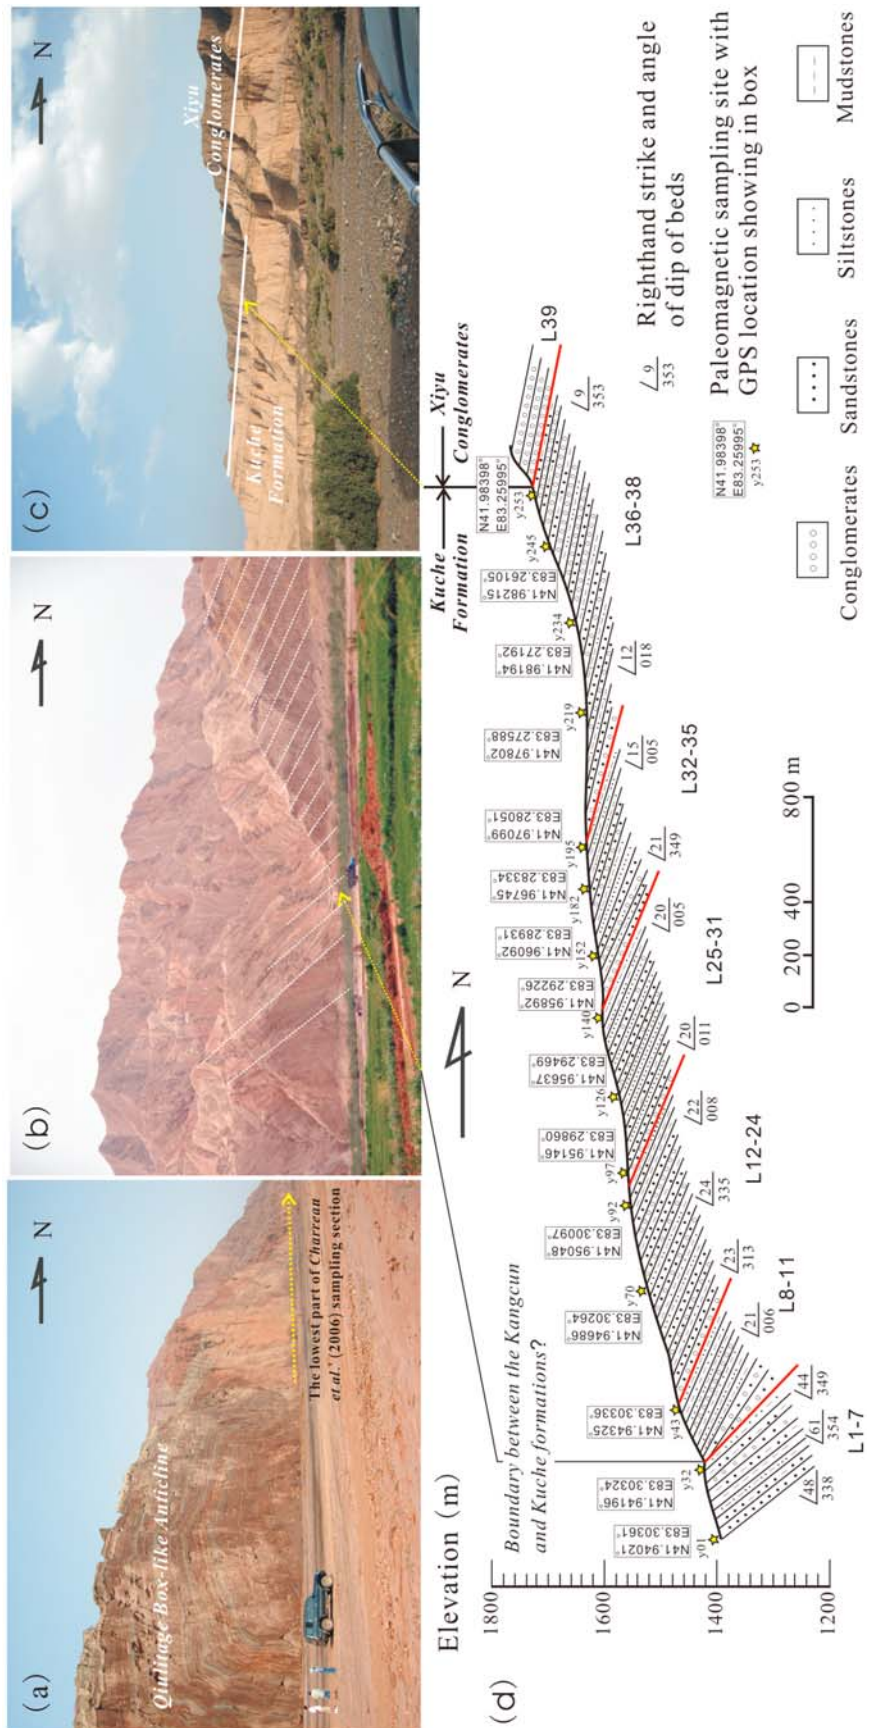 (a)
N
Qiulitage Box-like Anticline
The lowest part of Charreau
et al.' (2006) sampling section
(b)
N
(c)
N
Xiyu
Conglomerates
Kuche
Formation
(d)
Elevation (m)
1800
1600
1400
1200
N
Boundary between the Kangcun
and Kuche formations?
Kuche
Formation
Xiyu
Conglomerates
N41.94021°
E83.30361°
y01
N41.94196°
E83.30324°
y32
N41.94325°
E83.30336°
y43
N41.94686°
E83.30264°
y70
N41.95048°
E83.30097°
y92
N41.95146°
E83.29860°
y97
N41.95637°
E83.29469°
y126
N41.95892°
E83.29226°
y140
N41.96092°
E83.28931°
y152
N41.96745°
E83.28334°
y182
N41.97099°
E83.28051°
y195
N41.97802°
E83.27588°
y219
N41.98194°
E83.27192°
y234
N41.98215°
E83.26105°
y245
N41.98398°
E83.25995°
y253
48
338
61
354
44
349
21
006
23
313
24
335
22
008
20
011
20
005
21
349
15
005
12
018
9
353
L1-7
L8-11
L12-24
L25-31
L32-35
L36-38
L39
0 200 400 800 m
9
353
Righthand strike and angle
of dip of beds
N41.98398°
E83.25995°
y253
Paleomagnetic sampling site with
GPS location showing in box
Conglomerates
Sandstones
Siltstones
Mudstones